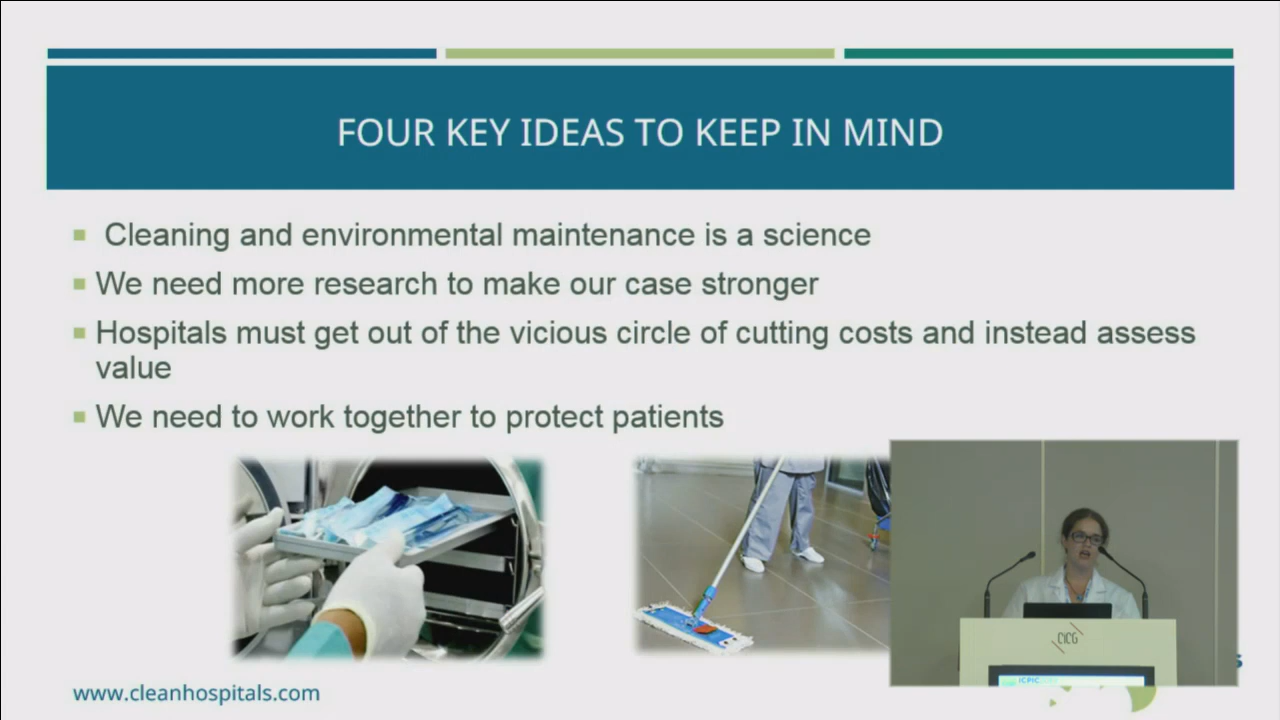 FOUR KEY IDEAS TO KEEP IN MIND
Cleaning and environmental maintenance is a science
We need more research to make our case stronger
Hospitals must get out of the vicious circle of cutting costs and instead assess
value
We need to work together to protect patients
CICG
ICPIC
www.cleanhospitals.com